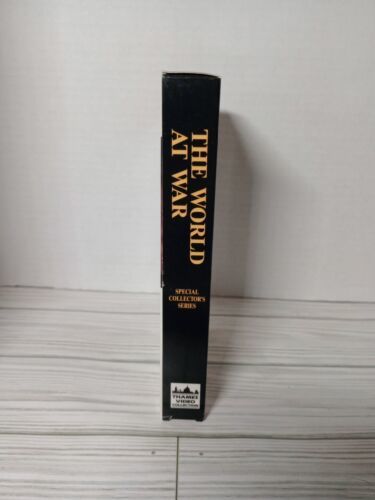 THE WORLD
AT WAR
SPECIAL
COLLECTOR'S
SERIES
THAMES
VIDEO
COLLECTION